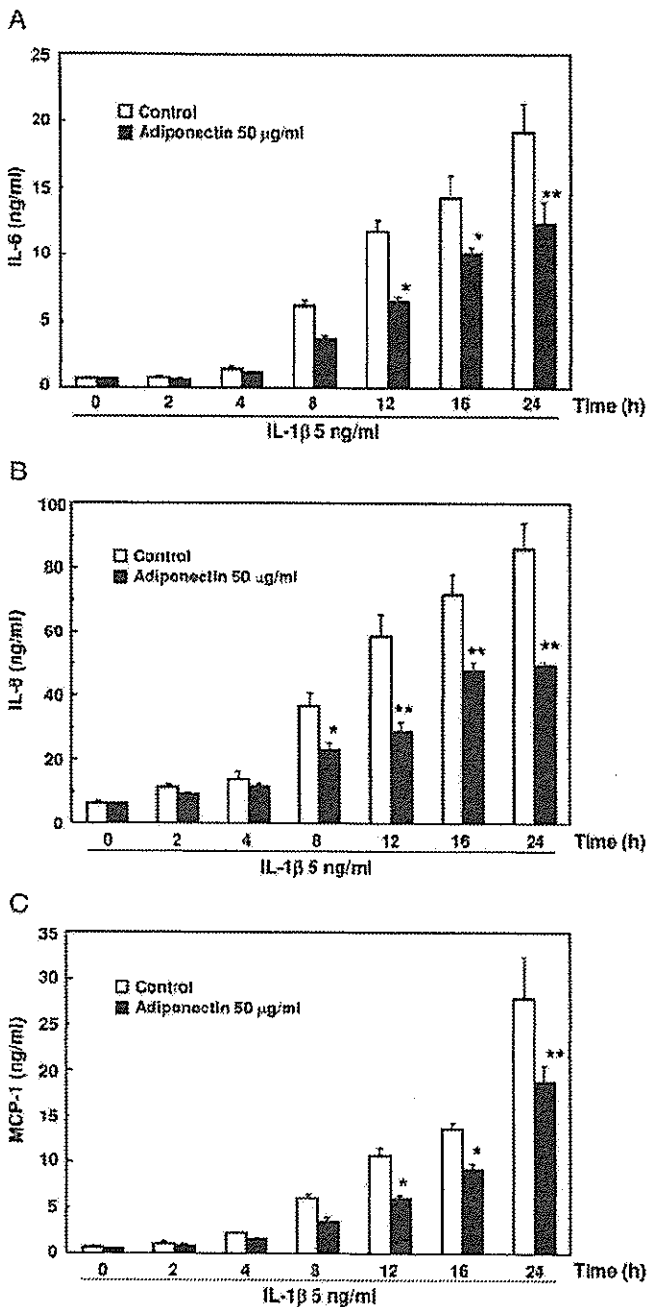 A
25
20
15
10
5
0
IL-6 (ng/ml)
Control
Adiponectin 50 µg/ml
*
*
**
0 2 4 8 12 16 24 Time (h)
IL-1β 5 ng/ml
B
100
80
60
40
20
0
IL-8 (ng/ml)
Control
Adiponectin 50 µg/ml
*
**
**
**
0 2 4 8 12 16 24 Time (h)
IL-1β 5 ng/ml
C
35
30
25
20
15
10
5
0
MCP-1 (ng/ml)
Control
Adiponectin 50 µg/ml
*
*
**
0 2 4 8 12 16 24 Time (h)
IL-1β 5 ng/ml